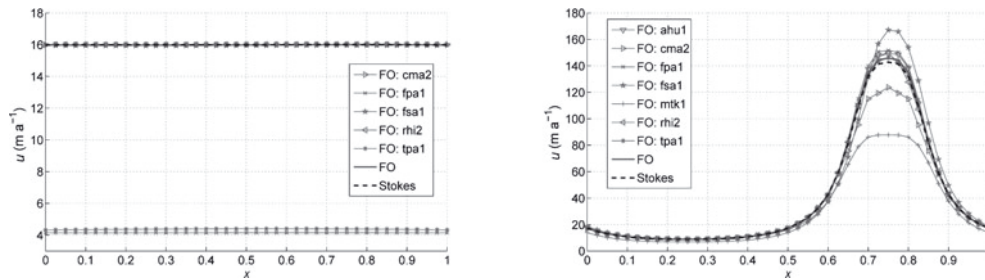 18
16
14
12
10
8
6
4
u (m a⁻¹)
0 0.1 0.2 0.3 0.4 0.5 0.6 0.7 0.8 0.9 1
x
FO: cma2
FO: fpa1
FO: fsa1
FO: rhi2
FO: tpa1
FO
Stokes
180
160
140
120
100
80
60
40
20
0
u (m a⁻¹)
0 0.1 0.2 0.3 0.4 0.5 0.6 0.7 0.8 0.9
x
FO: ahu1
FO: cma2
FO: fpa1
FO: fsa1
FO: mtk1
FO: rhi2
FO: tpa1
FO
Stokes